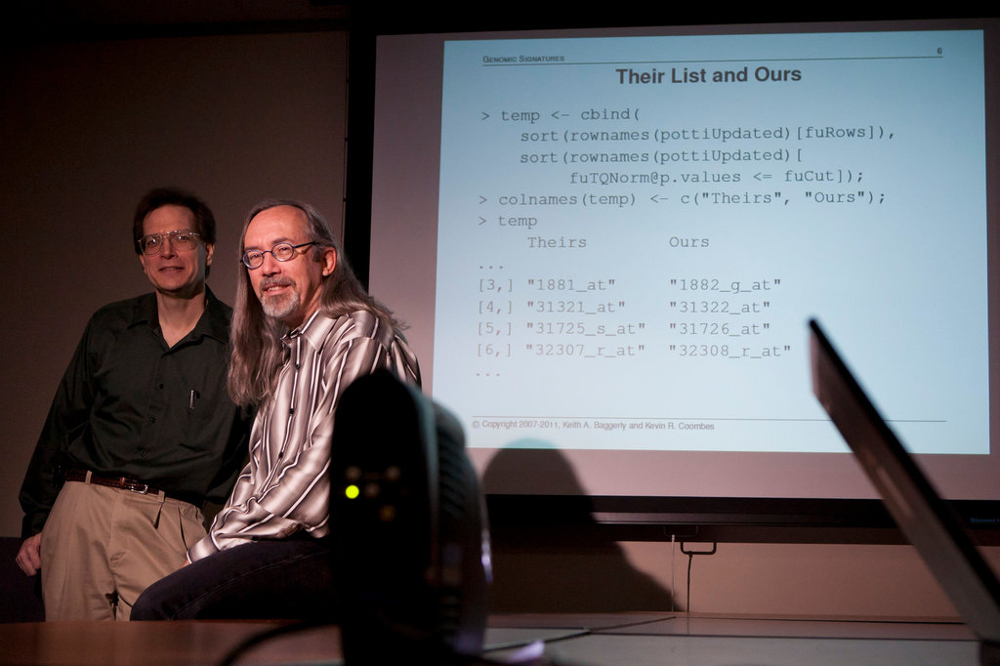 GENOMIC SIGNATURES 6
Their List and Ours
> temp <- cbind(
sort(rownames(pottiUpdated)[fuRows]),
sort(rownames(pottiUpdated)[
fuTQNorm@p.values <= fuCut]);
> colnames(temp) <- c("Theirs", "Ours");
> temp
Theirs Ours
...
[3,] "1881_at" "1882_g_at"
[4,] "31321_at" "31322_at"
[5,] "31725_s_at" "31726_at"
[6,] "32307_r_at" "32308_r_at"
...
© Copyright 2007-2011, Keith A. Baggerly and Kevin R. Coombes